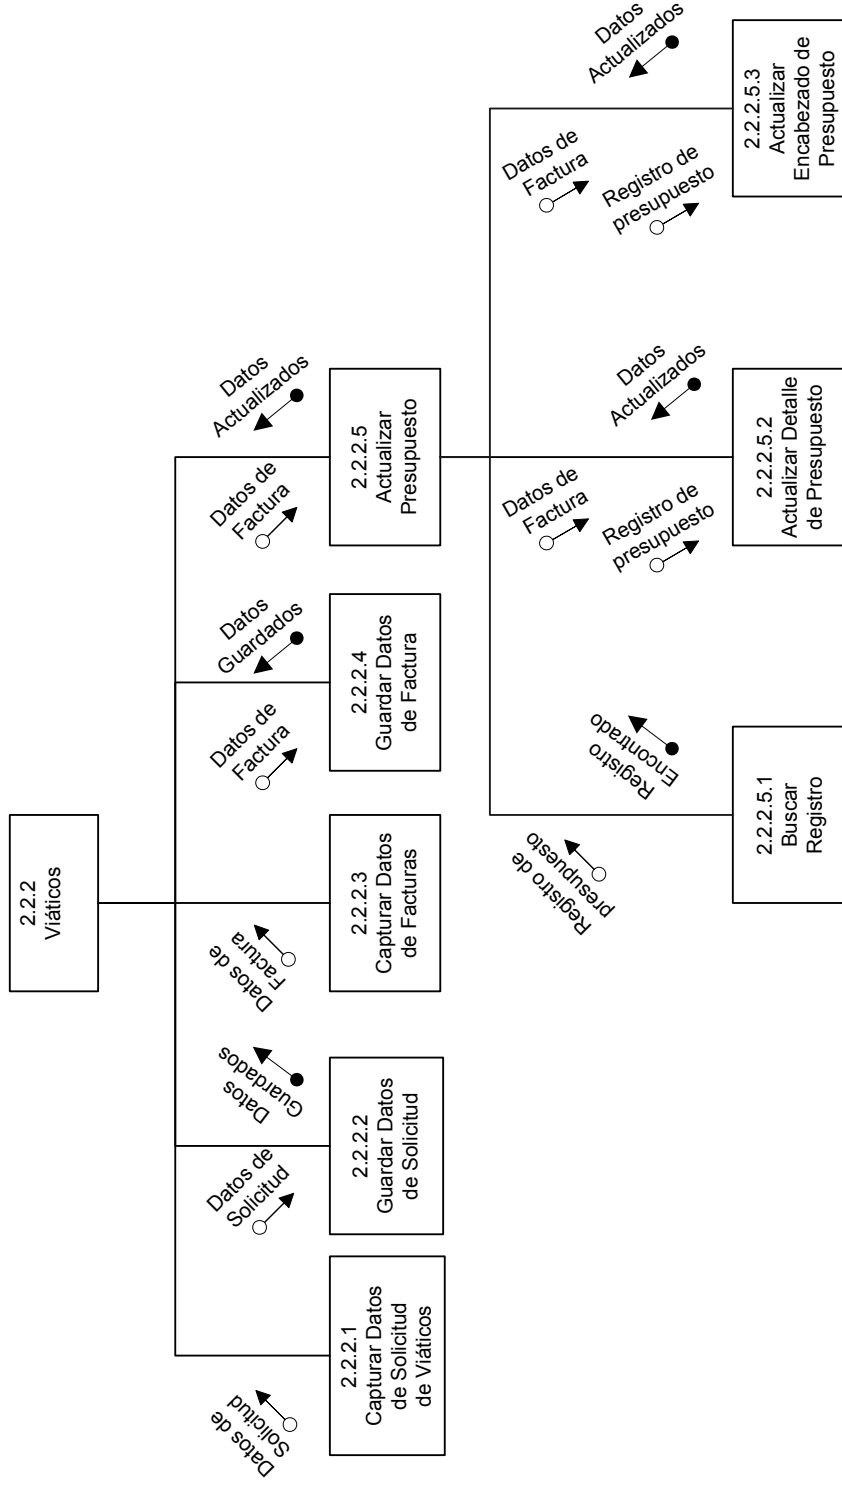 2.2.2
Viáticos
Datos de
Solicitud
Datos de
Solicitud
Datos
Guardados
Datos de
Factura
Datos de
Factura
Datos
Guardados
Datos de
Factura
Datos
Actualizados
2.2.2.1
Capturar Datos
de Solicitud
de Viáticos
2.2.2.2
Guardar Datos
de Solicitud
2.2.2.3
Capturar Datos
de Facturas
2.2.2.4
Guardar Datos
de Factura
2.2.2.5
Actualizar
Presupuesto
Registro de
presupuesto
Registro
Encontrado
Datos de
Factura
Registro de
presupuesto
Datos
Actualizados
Datos de
Factura
Registro de
presupuesto
Datos
Actualizados
2.2.2.5.1
Buscar
Registro
2.2.2.5.2
Actualizar Detalle
de Presupuesto
2.2.2.5.3
Actualizar
Encabezado de
Presupuesto